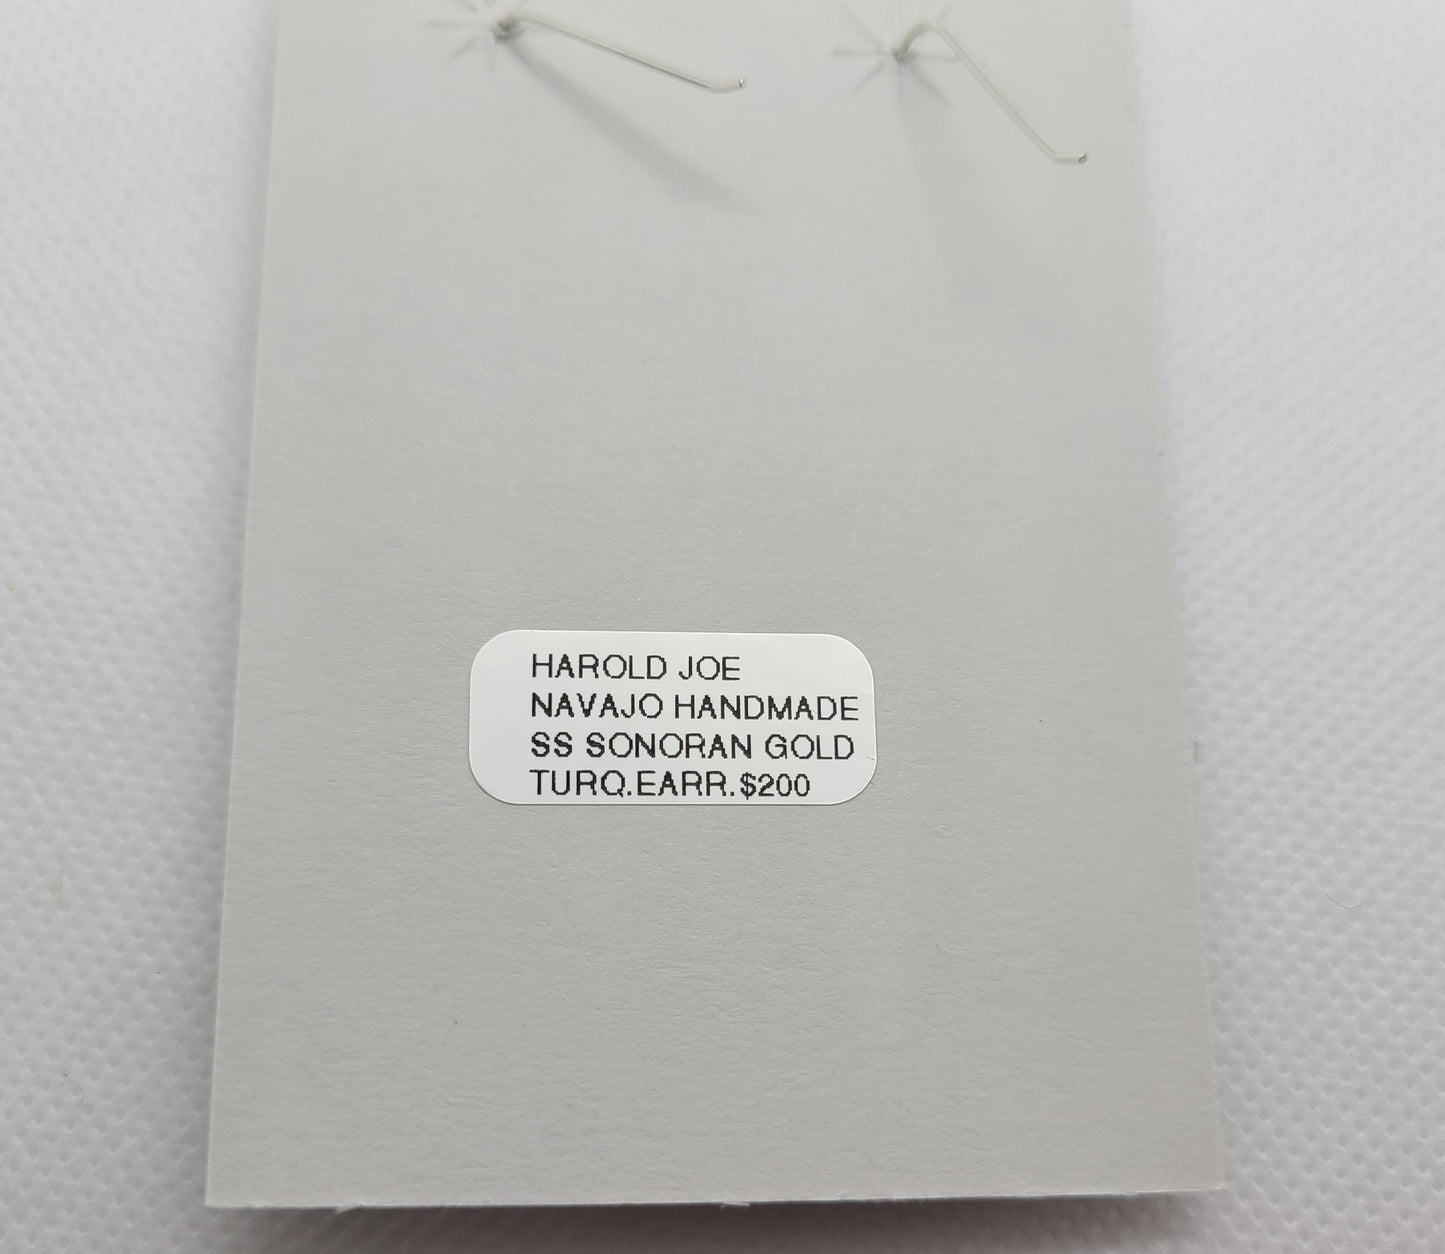 HAROLD JOE
NAVAJO HANDMADE
SS SONORAN GOLD
TURQ.EARR.$200